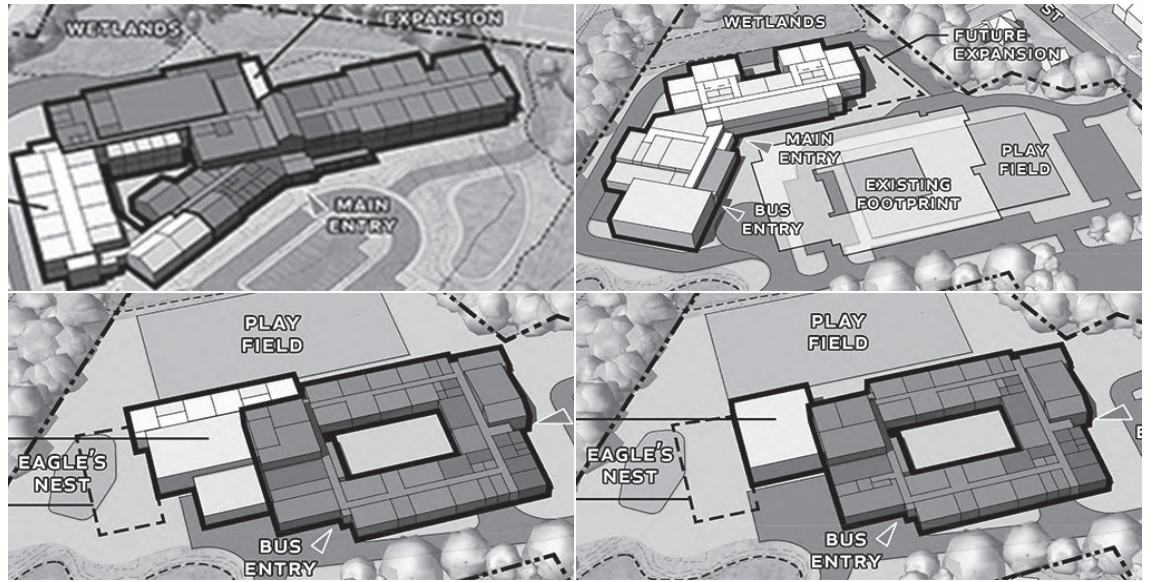 WETLANDS
EXPANSION
MAIN
ENTRY
WETLANDS
ST
FUTURE
EXPANSION
MAIN
ENTRY
PLAY
FIELD
EXISTING
FOOTPRINT
BUS
ENTRY
PLAY
FIELD
EAGLE'S
NEST
BUS
ENTRY
PLAY
FIELD
EAGLE'S
NEST
E
BUS
ENTRY